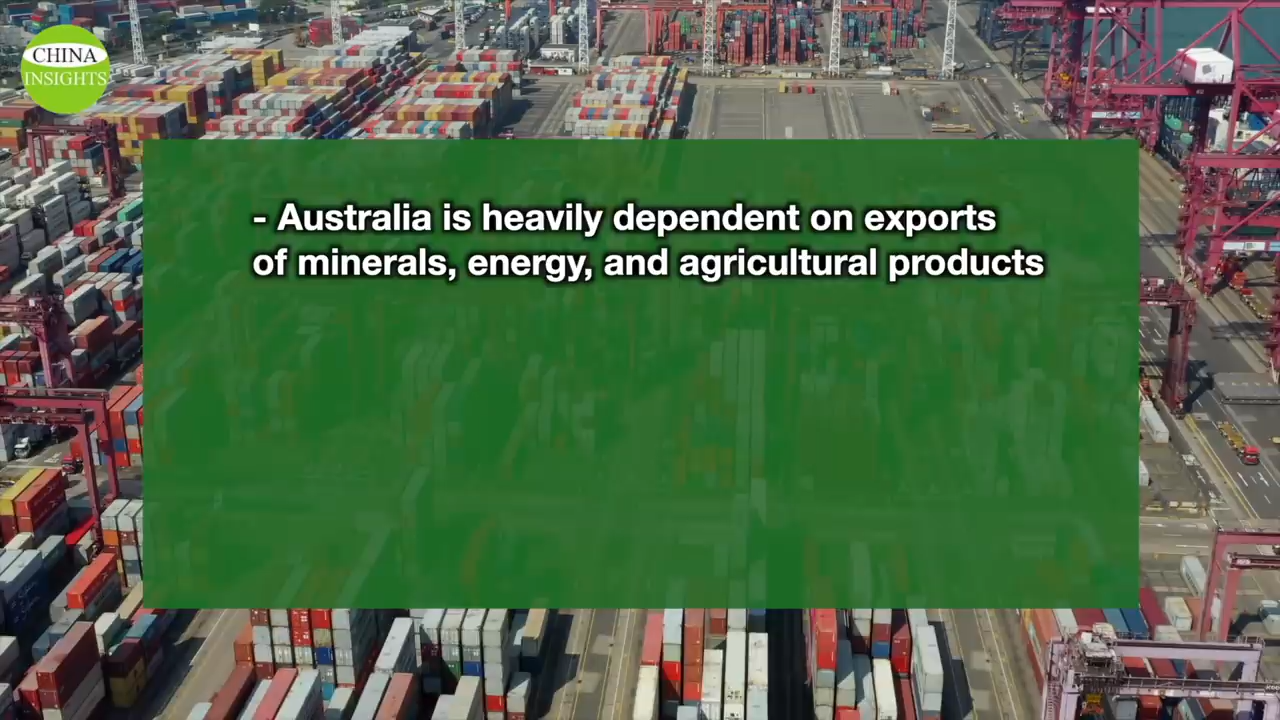 CHINA
INSIGHTS
- Australia is heavily dependent on exports
of minerals, energy, and agricultural products